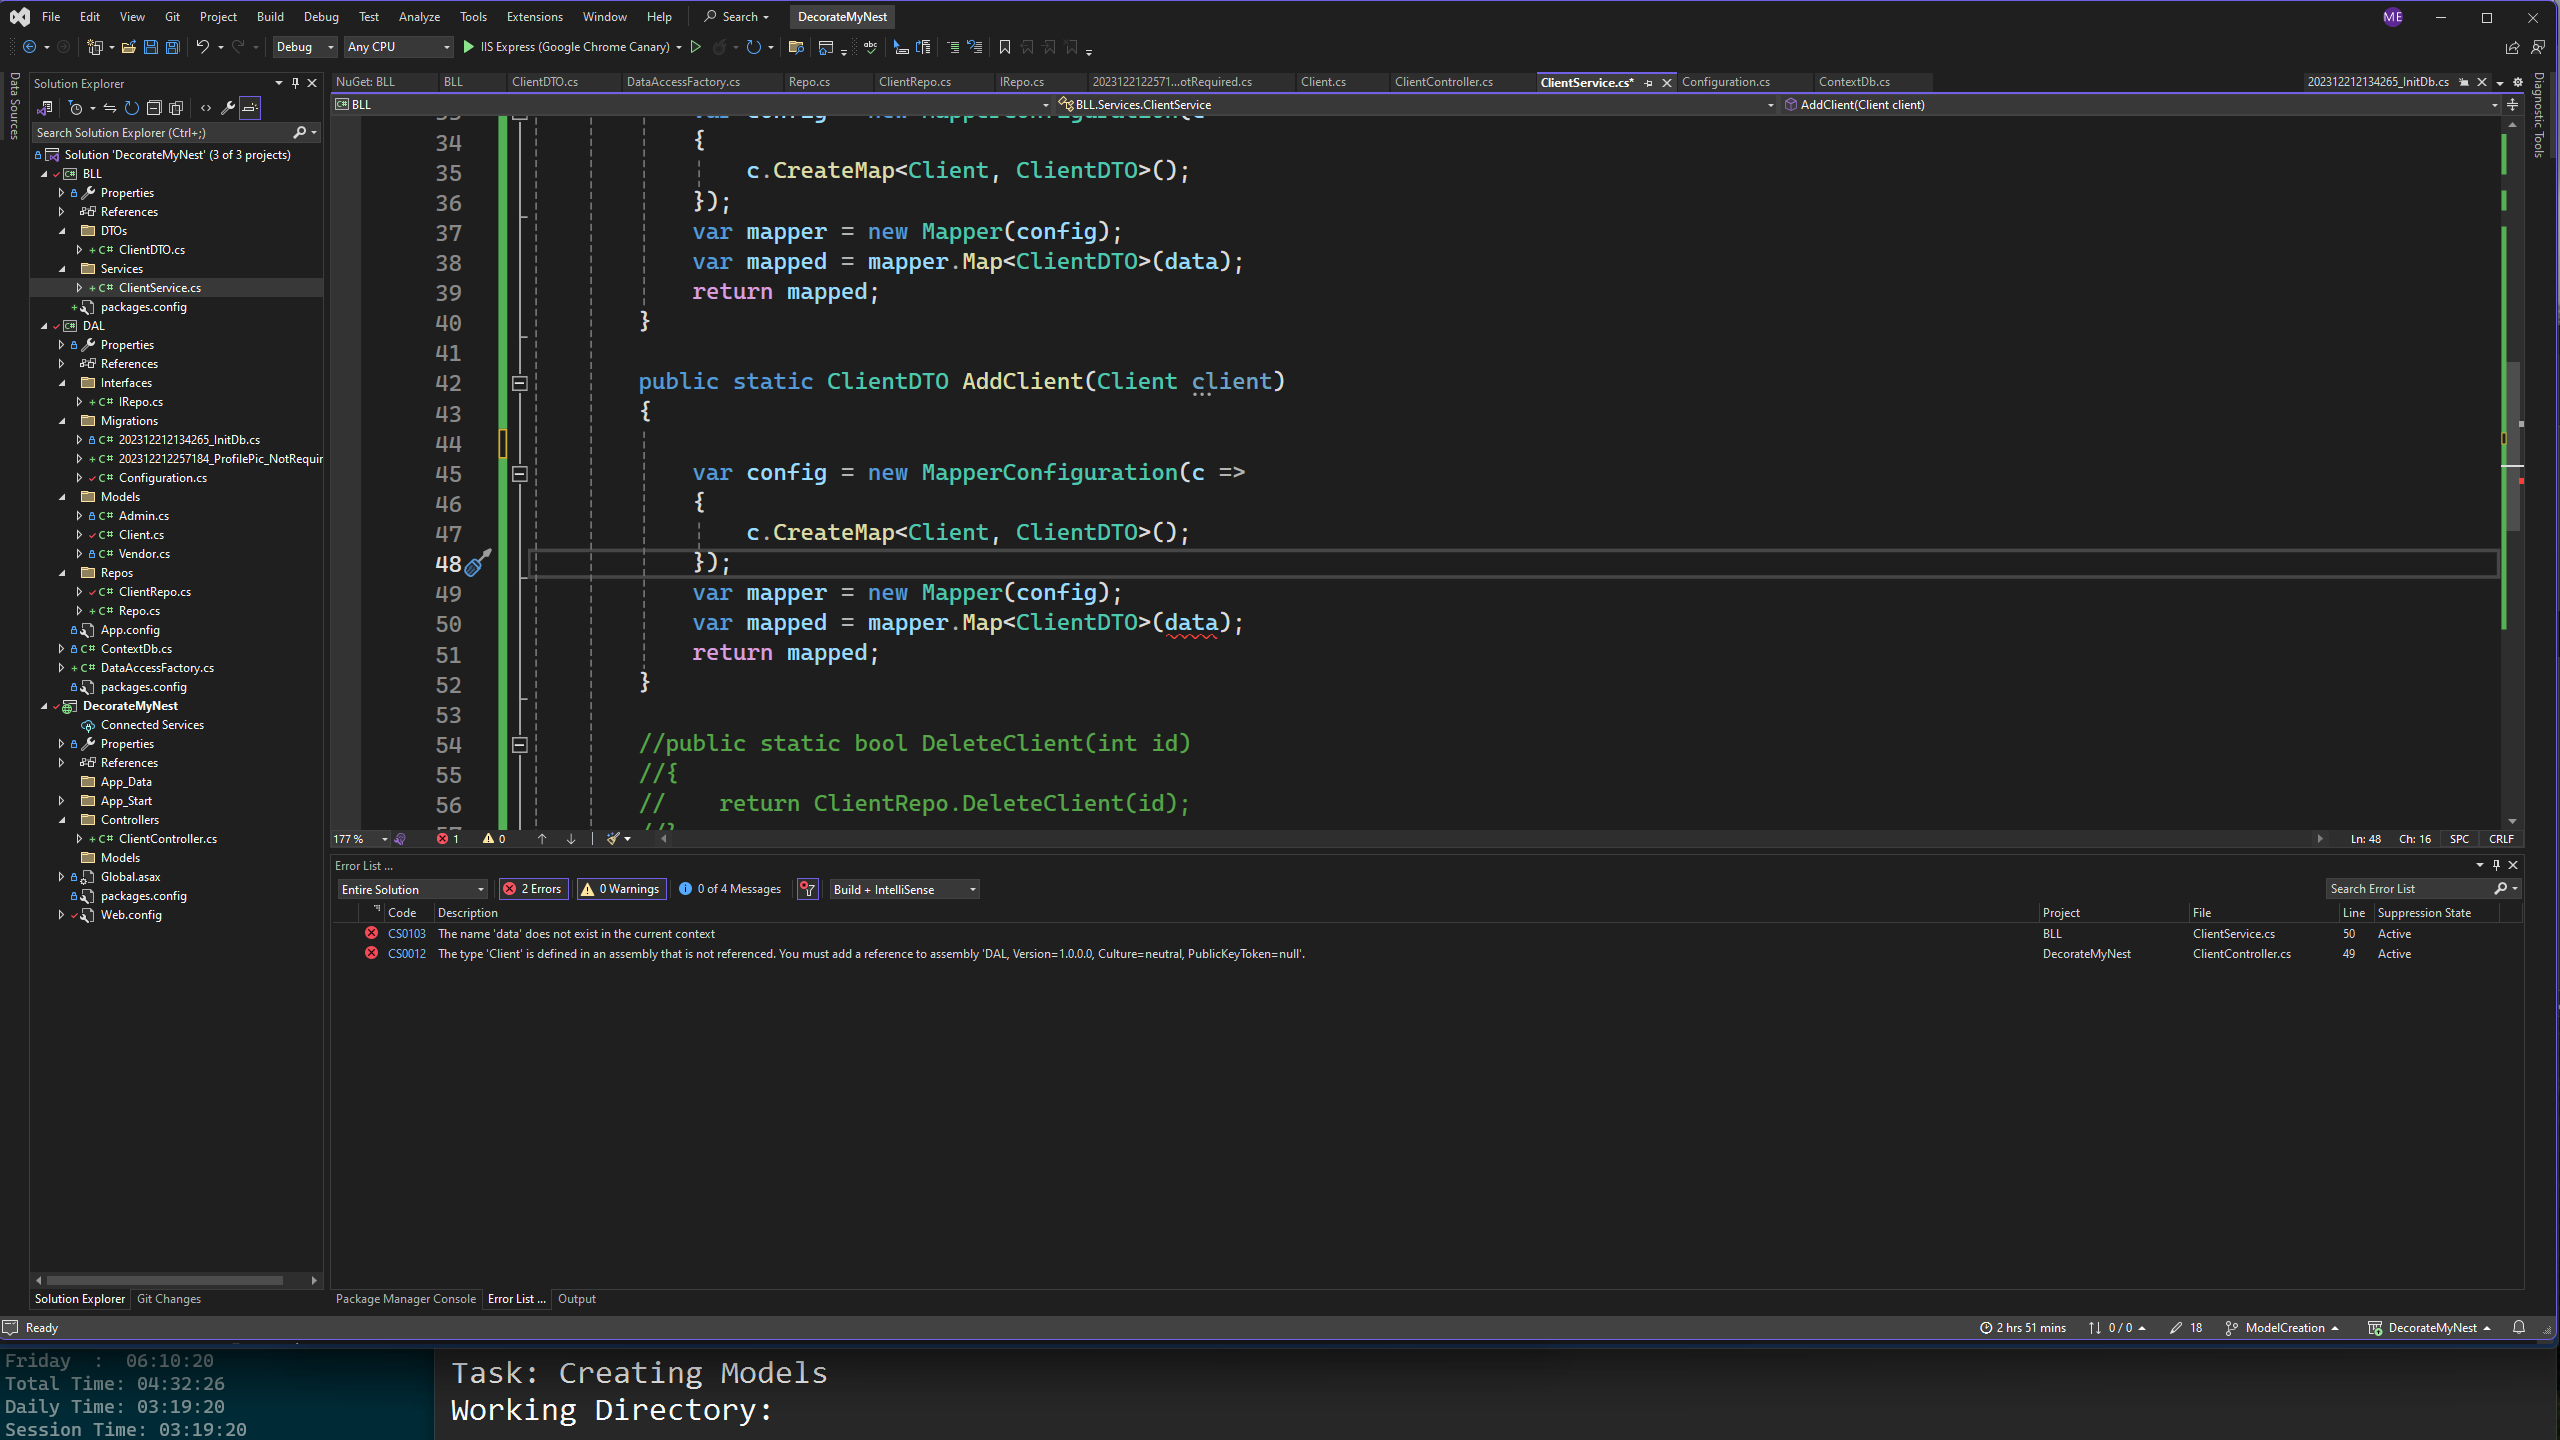 File Edit View Git Project Build Debug Test Analyze Tools Extensions Window Help Search DecorateMyNest ME
Debug Any CPU IIS Express (Google Chrome Canary)
Data Sources
Solution Explorer
Search Solution Explorer (Ctrl+;)
Solution 'DecorateMyNest' (3 of 3 projects)
BLL
Properties
References
DTOs
C# ClientDTO.cs
Services
C# ClientService.cs
packages.config
DAL
Properties
References
Interfaces
C# IRepo.cs
Migrations
C# 202312212134265_InitDb.cs
C# 202312212257184_ProfilePic_NotRequir
C# Configuration.cs
Models
C# Admin.cs
C# Client.cs
C# Vendor.cs
Repos
C# ClientRepo.cs
C# Repo.cs
App.config
C# ContextDb.cs
C# DataAccessFactory.cs
packages.config
DecorateMyNest
Connected Services
Properties
References
App_Data
App_Start
Controllers
C# ClientController.cs
Models
Global.asax
packages.config
Web.config
Solution Explorer Git Changes
NuGet: BLL BLL ClientDTO.cs DataAccessFactory.cs Repo.cs ClientRepo.cs IRepo.cs 2023122122571...otRequired.cs Client.cs ClientController.cs ClientService.cs* Configuration.cs ContextDb.cs 202312212134265_InitDb.cs
BLL BLL.Services.ClientService AddClient(Client client)
Diagnostic Tools
34 {
35 c.CreateMap<Client, ClientDTO>();
36 });
37 var mapper = new Mapper(config);
38 var mapped = mapper.Map<ClientDTO>(data);
39 return mapped;
40 }
41
42 public static ClientDTO AddClient(Client client)
43 {
44
45 var config = new MapperConfiguration(c =>
46 {
47 c.CreateMap<Client, ClientDTO>();
48 });
49 var mapper = new Mapper(config);
50 var mapped = mapper.Map<ClientDTO>(data);
51 return mapped;
52 }
53
54 //public static bool DeleteClient(int id)
55 //{
56 // return ClientRepo.DeleteClient(id);
177 % 1 0 Ln: 48 Ch: 16 SPC CRLF
Error List ...
Entire Solution 2 Errors 0 Warnings 0 of 4 Messages Build + IntelliSense Search Error List
Code Description Project File Line Suppression State
CS0103 The name 'data' does not exist in the current context BLL ClientService.cs 50 Active
CS0012 The type 'Client' is defined in an assembly that is not referenced. You must add a reference to assembly 'DAL, Version=1.0.0.0, Culture=neutral, PublicKeyToken=null'. DecorateMyNest ClientController.cs 49 Active
Package Manager Console Error List ... Output
Ready 2 hrs 51 mins 0 / 0 18 ModelCreation DecorateMyNest
Friday : 06:10:20
Total Time: 04:32:26
Daily Time: 03:19:20
Session Time: 03:19:20
Task: Creating Models
Working Directory: